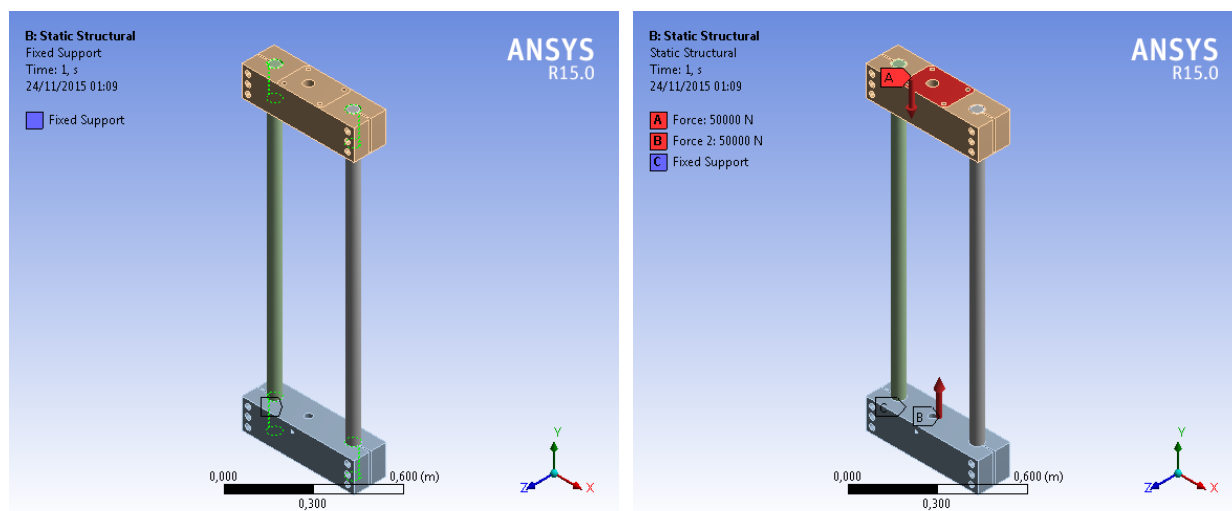 B: Static Structural
Fixed Support
Time: 1, s
24/11/2015 01:09
Fixed Support
ANSYS
R15.0
0,000
0,600 (m)
0,300
Y
Z
X
B: Static Structural
Static Structural
Time: 1, s
24/11/2015 01:09
A Force: 50000 N
B Force 2: 50000 N
C Fixed Support
ANSYS
R15.0
A
C
B
0,000
0,600 (m)
0,300
Y
Z
X